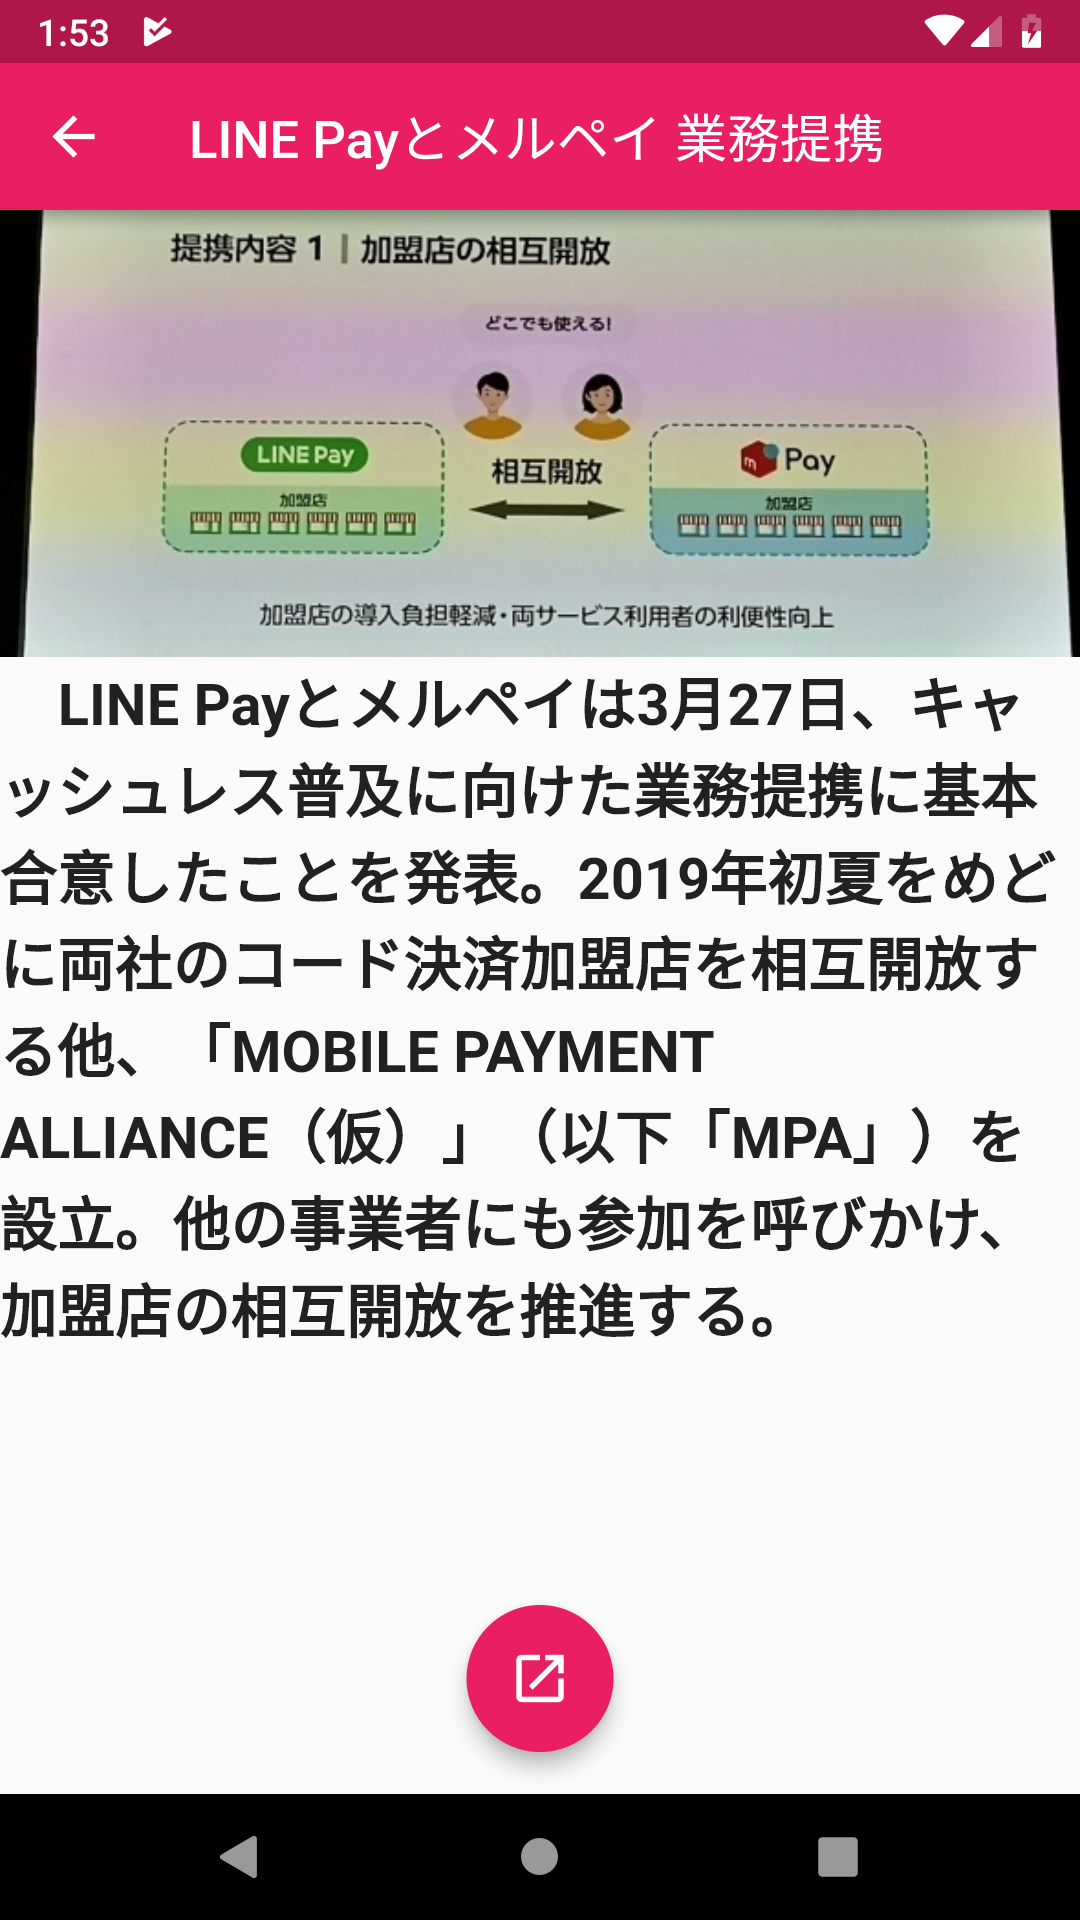 1:53
LINE Payとメルペイ 業務提携
提携内容 1｜加盟店の相互開放
どこでも使える!
LINE Pay
加盟店
相互開放
m Pay
加盟店
加盟店の導入負担軽減・両サービス利用者の利便性向上
LINE Payとメルペイは3月27日、キャ
ッシュレス普及に向けた業務提携に基本
合意したことを発表。2019年初夏をめど
に両社のコード決済加盟店を相互開放す
る他、「MOBILE PAYMENT
ALLIANCE（仮）」（以下「MPA」）を
設立。他の事業者にも参加を呼びかけ、
加盟店の相互開放を推進する。